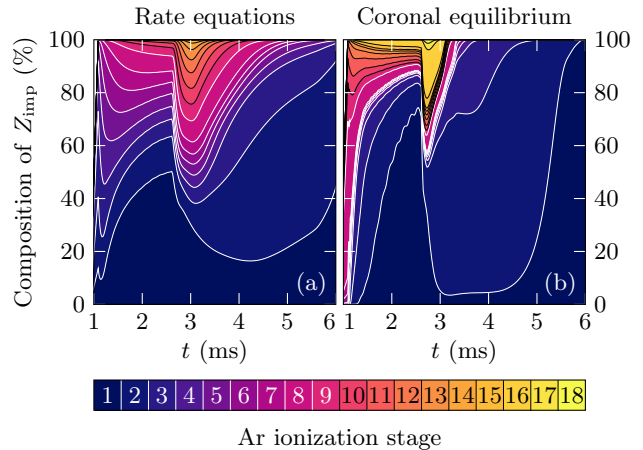 Rate equations Coronal equilibrium
Composition of Z_imp (%)
100 100
80 80
60 60
40 40
20 20
0 0
(a) (b)
1 2 3 4 5 6 1 2 3 4 5 6
t (ms) t (ms)
1 2 3 4 5 6 7 8 9 10 11 12 13 14 15 16 17 18
Ar ionization stage